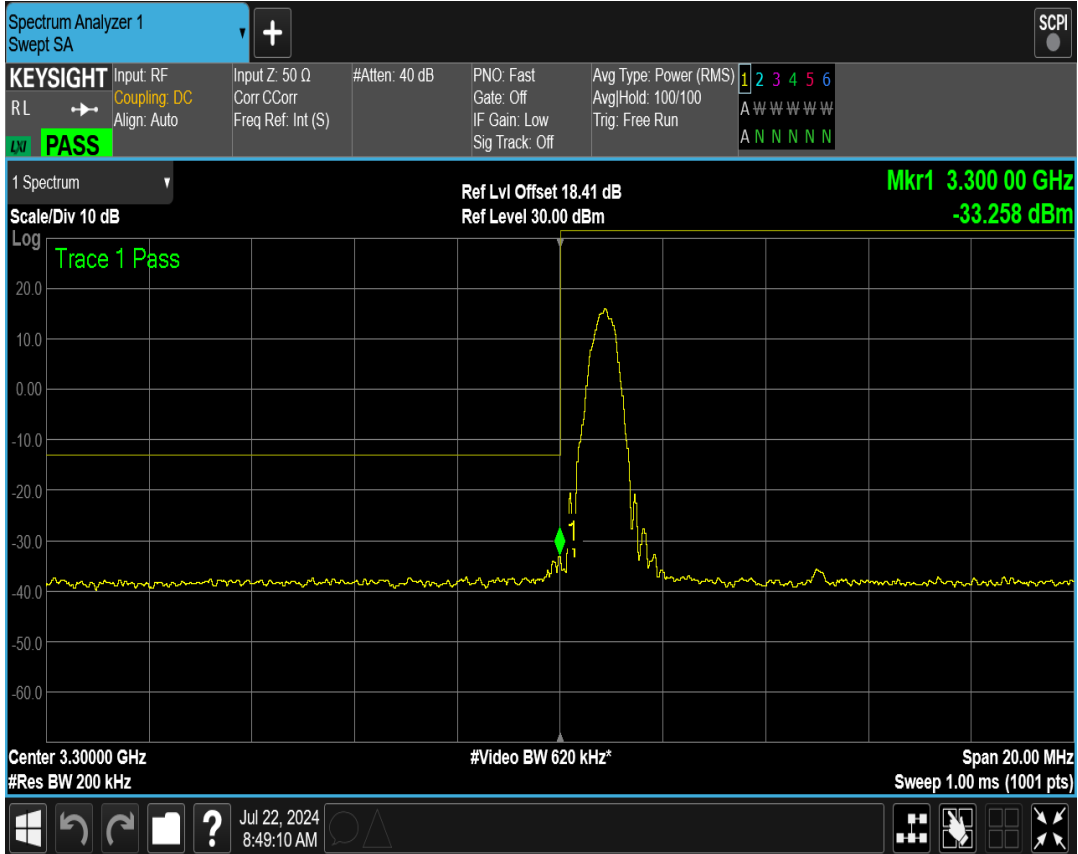 Spectrum Analyzer 1
Swept SA
+
SCPI
KEYSIGHT
RL
LXI
PASS
Input: RF
Coupling: DC
Align: Auto
Input Z: 50 Ω
Corr CCorr
Freq Ref: Int (S)
#Atten: 40 dB
PNO: Fast
Gate: Off
IF Gain: Low
Sig Track: Off
Avg Type: Power (RMS)
Avg|Hold: 100/100
Trig: Free Run
1 2 3 4 5 6
A W W W W W
A N N N N N
1 Spectrum
Scale/Div 10 dB
Ref Lvl Offset 18.41 dB
Ref Level 30.00 dBm
Mkr1 3.300 00 GHz
-33.258 dBm
Log
Trace 1 Pass
20.0
10.0
0.00
-10.0
-20.0
1
-30.0
-40.0
-50.0
-60.0
Center 3.30000 GHz
#Res BW 200 kHz
#Video BW 620 kHz*
Span 20.00 MHz
Sweep 1.00 ms (1001 pts)
?
Jul 22, 2024
8:49:10 AM